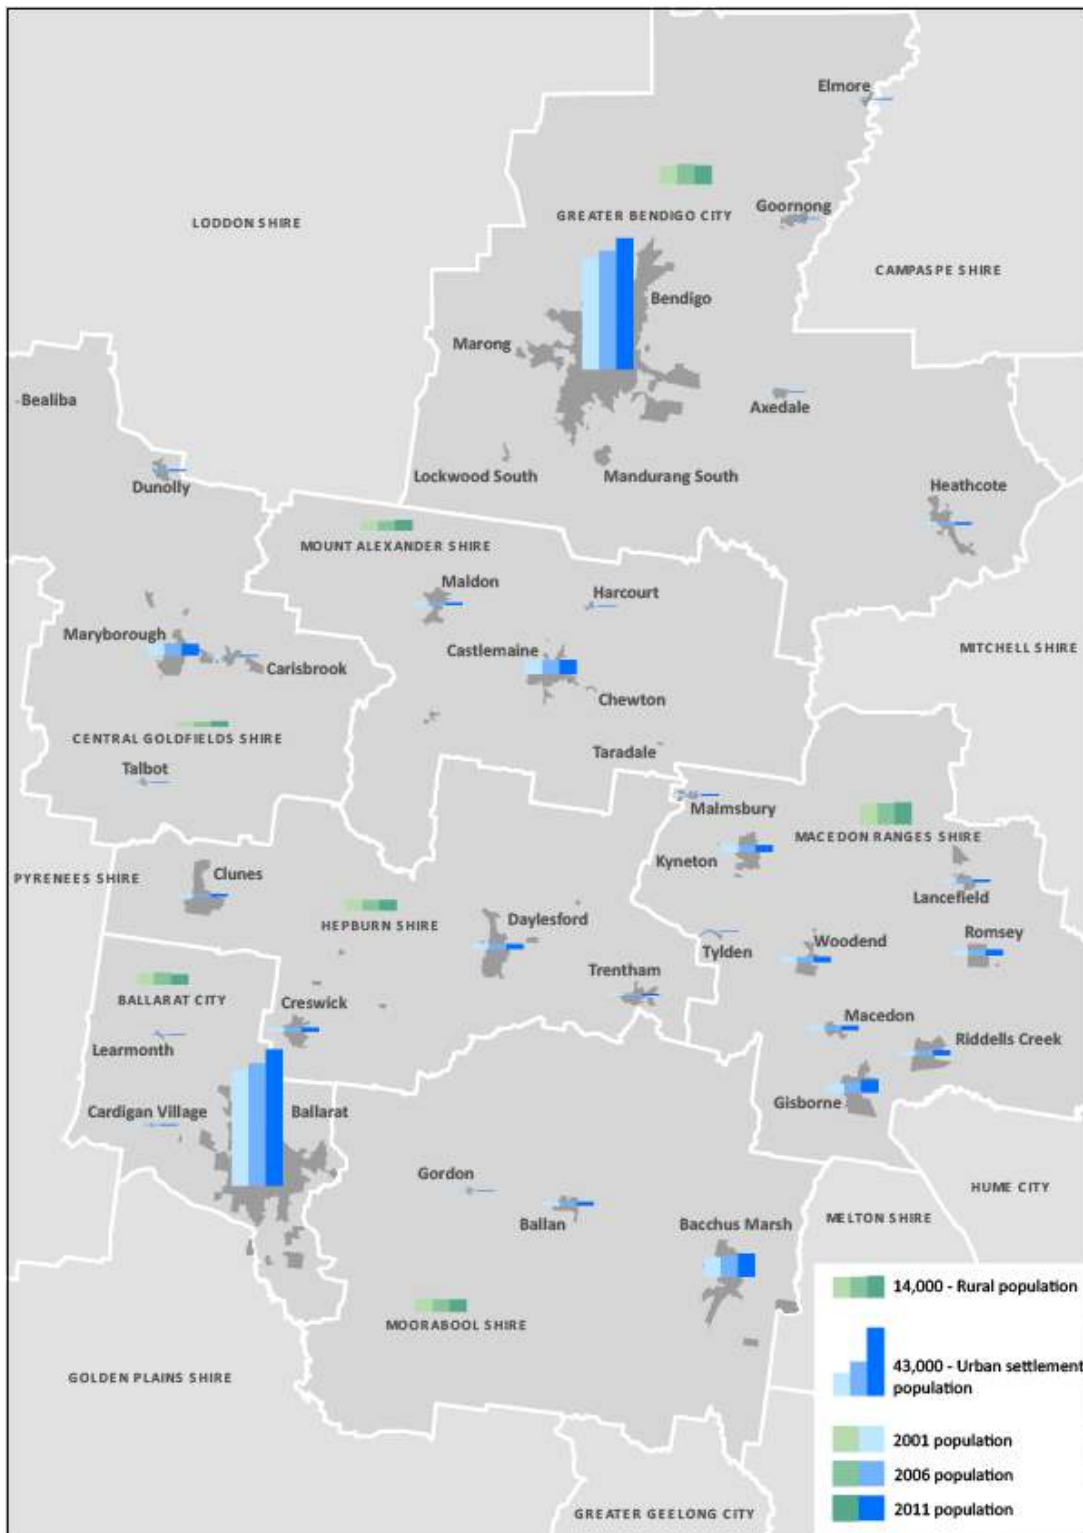 Elmore
Goornong
LODDON SHIRE
GREATER BENDIGO CITY
CAMPASPE SHIRE
Bendigo
Marong
-Bealiba
Axedale
Lockwood South
Mandurang South
Dunolly
Heathcote
MOUNT ALEXANDER SHIRE
Maldon
Harcourt
Maryborough
Castlemaine
MITCHELL SHIRE
Carisbrook
Chewton
CENTRAL GOLDFIELDS SHIRE
Taradale
Talbot
Malmsbury
MACEDON RANGES SHIRE
Kyneton
PYRENEES SHIRE
Clunes
Lancefield
HEPBURN SHIRE
Daylesford
Tylden
Woodend
Romsey
Trentham
BALLARAT CITY
Creswick
Macedon
Learmonth
Riddells Creek
Cardigan Village
Ballarat
Gisborne
Gordon
HUME CITY
Ballan
Bacchus Marsh
MELTON SHIRE
14,000 - Rural population
MOORABOOL SHIRE
GOLDEN PLAINS SHIRE
43,000 - Urban settlement
population
2001 population
2006 population
2011 population
GREATER GEELONG CITY